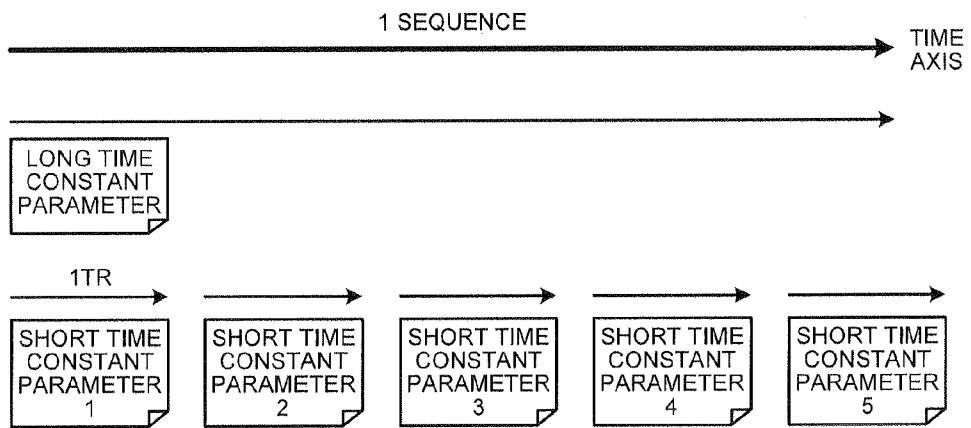 1 SEQUENCE
TIME
AXIS
LONG TIME
CONSTANT
PARAMETER
1TR
SHORT TIME
CONSTANT
PARAMETER
1
SHORT TIME
CONSTANT
PARAMETER
2
SHORT TIME
CONSTANT
PARAMETER
3
SHORT TIME
CONSTANT
PARAMETER
4
SHORT TIME
CONSTANT
PARAMETER
5